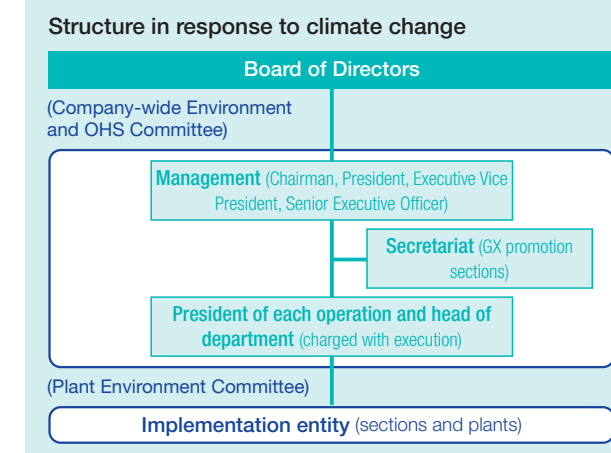 Structure in response to climate change
Board of Directors
(Company-wide Environment
and OHS Committee)
Management (Chairman, President, Executive Vice
President, Senior Executive Officer)
Secretariat (GX promotion
sections)
President of each operation and head of
department (charged with execution)
(Plant Environment Committee)
Implementation entity (sections and plants)